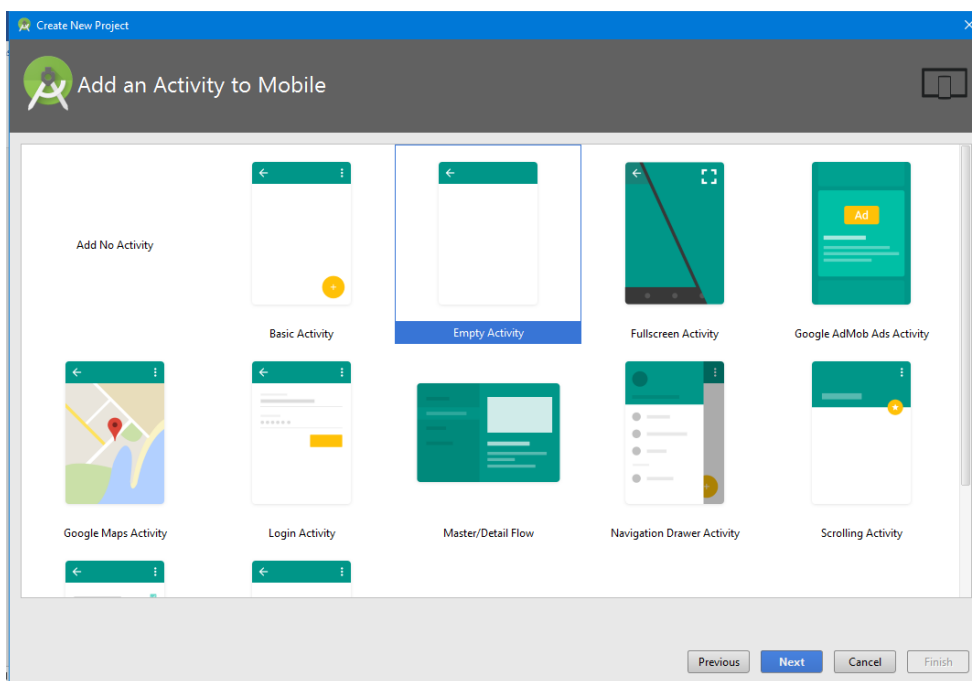 Create New Project
Add an Activity to Mobile
Add No Activity
Basic Activity
Empty Activity
Fullscreen Activity
Ad
Google AdMob Ads Activity
Google Maps Activity
Login Activity
Master/Detail Flow
Navigation Drawer Activity
Scrolling Activity
Previous
Next
Cancel
Finish